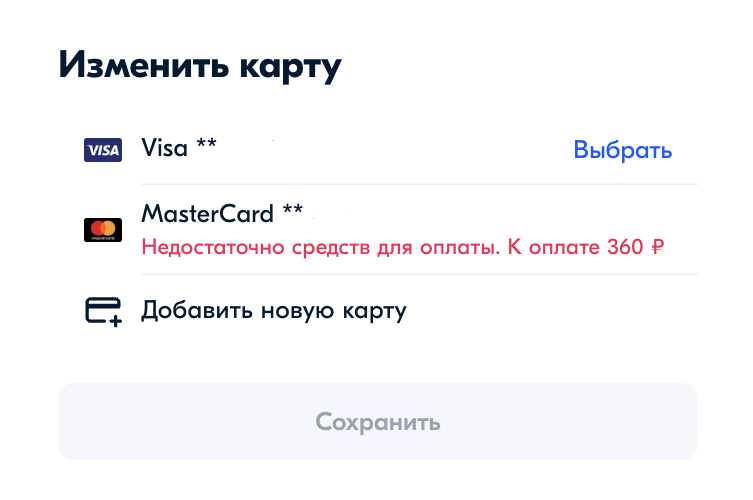 Изменить карту
VISA Visa ** Выбрать
MasterCard **
mastercard Недостаточно средств для оплаты. К оплате 360 ₽
Добавить новую карту
Сохранить